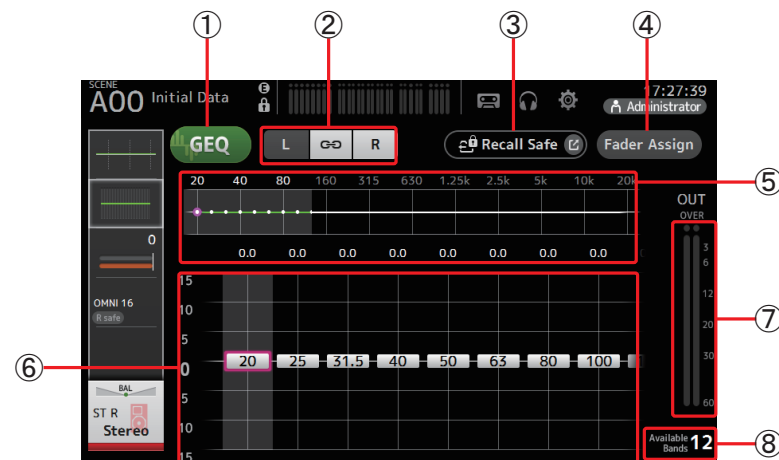 ① ② ③ ④
SCENE
A00 Initial Data E
17:27:39
Administrator
GEQ
L R
Recall Safe
Fader Assign
⑤
20 40 80 160 315 630 1.25k 2.5k 5k 10k 20k
OUT
OVER
0
0.0 0.0 0.0 0.0 0.0 0.0 0.0 0.0
3
6
12
20
30
60
⑦
OMNI 16
R safe
15
10
5
0
5
10
15
⑥
20 25 31.5 40 50 63 80 100
BAL
ST R
Stereo
Available
Bands 12
⑧